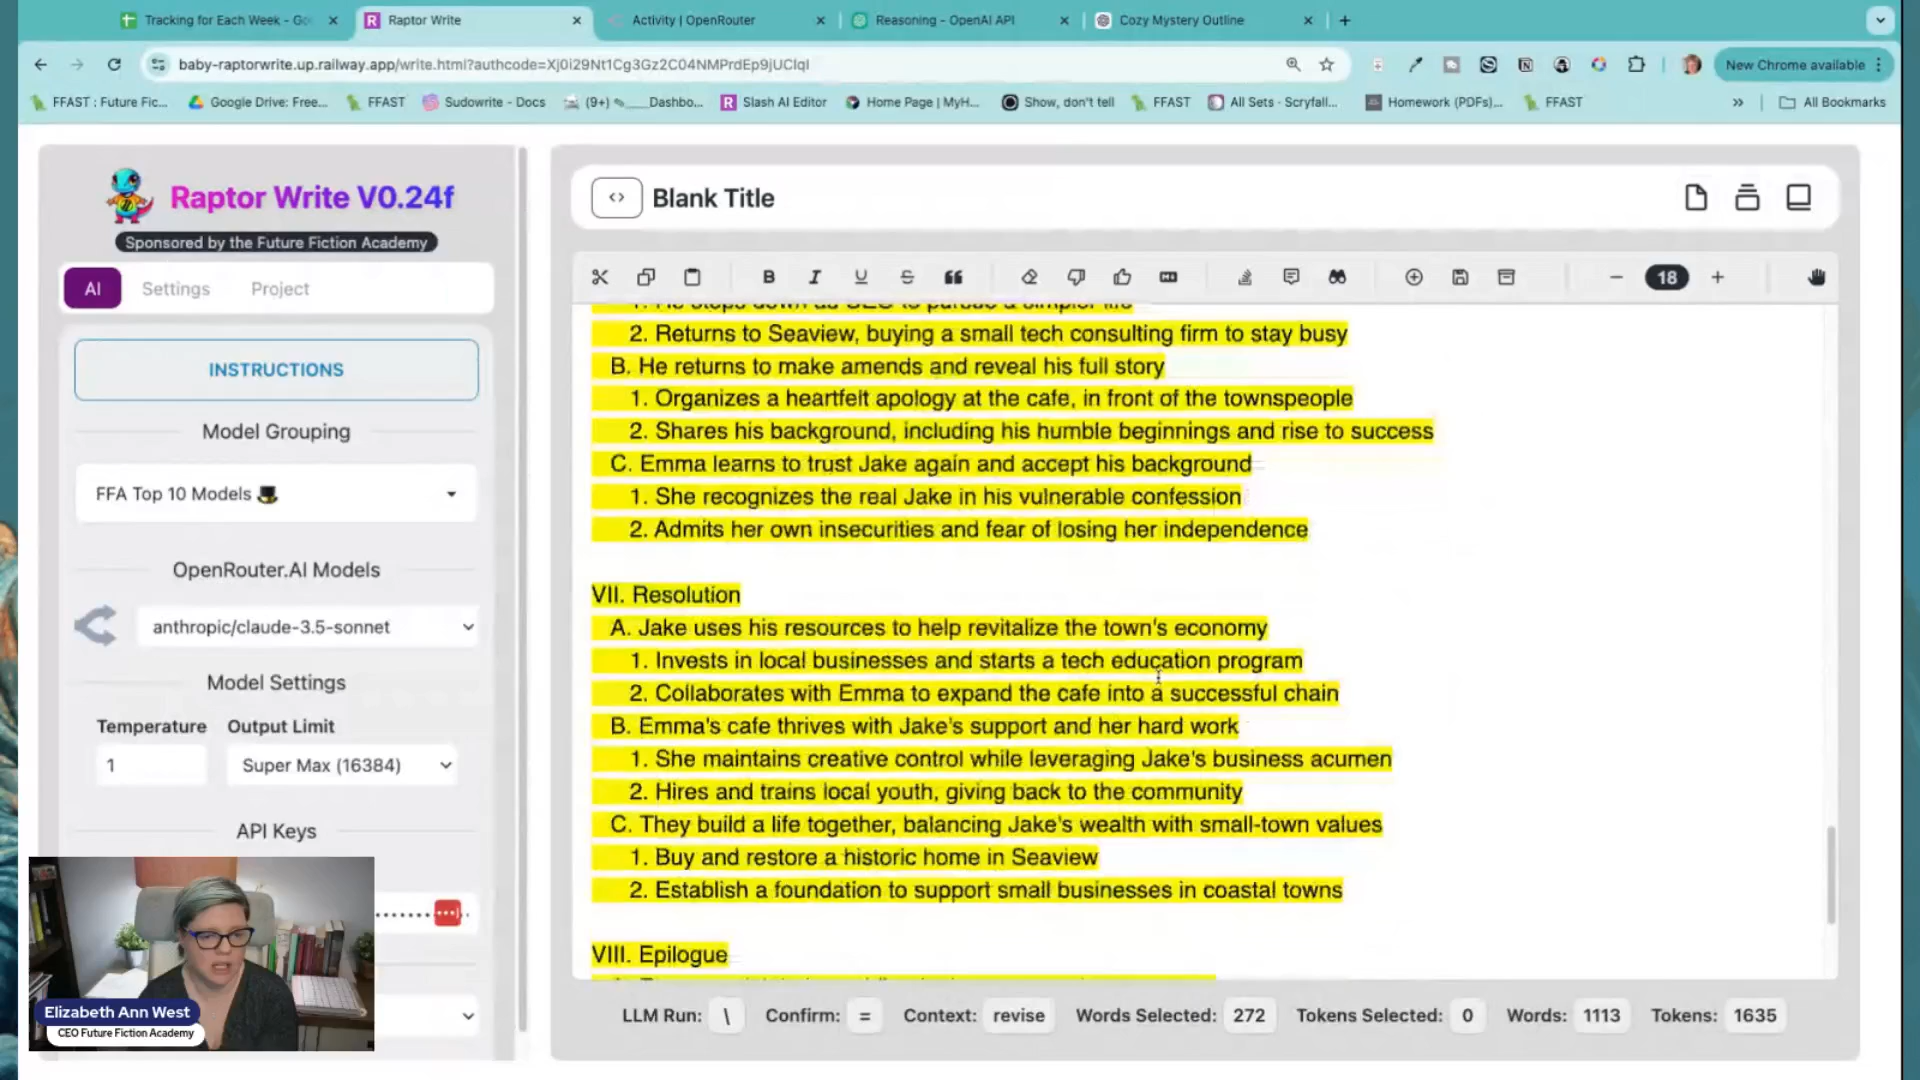 Tracking for Each Week - Go
Raptor Write
Activity | OpenRouter
Reasoning - OpenAI API
Cozy Mystery Outline
baby-raptorwrite.up.railway.app/write.html?authcode=Xj0i29Nt1Cg3Gz2C04NMPrdEp9jUCIqI
New Chrome available
FFAST : Future Fic...
Google Drive: Free...
FFAST
Sudowrite - Docs
(9+) ____Dashbo...
Slash AI Editor
Home Page | MyH...
Show, don't tell
FFAST
All Sets · Scryfall...
Homework (PDFs)...
FFAST
All Bookmarks
Raptor Write V0.24f
Sponsored by the Future Fiction Academy
AI Settings Project
INSTRUCTIONS
Model Grouping
FFA Top 10 Models
OpenRouter.AI Models
anthropic/claude-3.5-sonnet
Model Settings
Temperature Output Limit
1 Super Max (16384)
API Keys
Elizabeth Ann West
CEO Future Fiction Academy
Blank Title
18
1. He steps down as CEO to pursue a simpler life
2. Returns to Seaview, buying a small tech consulting firm to stay busy
B. He returns to make amends and reveal his full story
1. Organizes a heartfelt apology at the cafe, in front of the townspeople
2. Shares his background, including his humble beginnings and rise to success
C. Emma learns to trust Jake again and accept his background
1. She recognizes the real Jake in his vulnerable confession
2. Admits her own insecurities and fear of losing her independence
VII. Resolution
A. Jake uses his resources to help revitalize the town's economy
1. Invests in local businesses and starts a tech education program
2. Collaborates with Emma to expand the cafe into a successful chain
B. Emma's cafe thrives with Jake's support and her hard work
1. She maintains creative control while leveraging Jake's business acumen
2. Hires and trains local youth, giving back to the community
C. They build a life together, balancing Jake's wealth with small-town values
1. Buy and restore a historic home in Seaview
2. Establish a foundation to support small businesses in coastal towns
VIII. Epilogue
LLM Run: \ Confirm: = Context: revise Words Selected: 272 Tokens Selected: 0 Words: 1113 Tokens: 1635